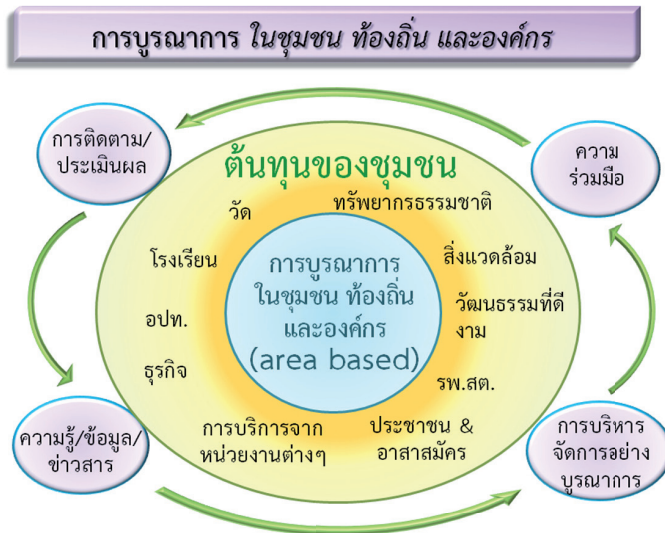 การบูรณาการ ในชุมชน ท้องถิ่น และองค์กร
การติดตาม/
ประเมินผล
ความ
ร่วมมือ
ต้นทุนของชุมชน
วัด
ทรัพยากรธรรมชาติ
โรงเรียน
สิ่งแวดล้อม
อปท.
วัฒนธรรมที่ดี
งาม
ธุรกิจ
รพ.สต.
การบริการจาก
หน่วยงานต่างๆ
ประชาชน &
อาสาสมัคร
การบูรณาการ
ในชุมชน ท้องถิ่น
และองค์กร
(area based)
ความรู้/ข้อมูล/
ข่าวสาร
การบริหาร
จัดการอย่าง
บูรณาการ